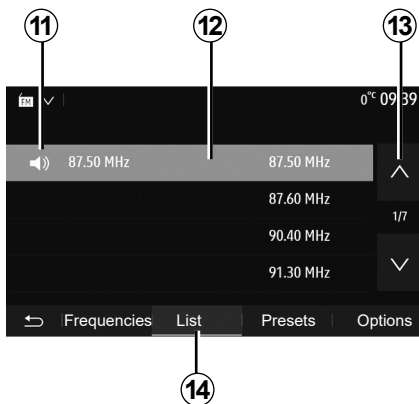 11 12 13
FM 0°C 09 39
87.50 MHz 87.50 MHz
87.60 MHz
1/7
90.40 MHz
91.30 MHz
Frequencies List Presets Options
14